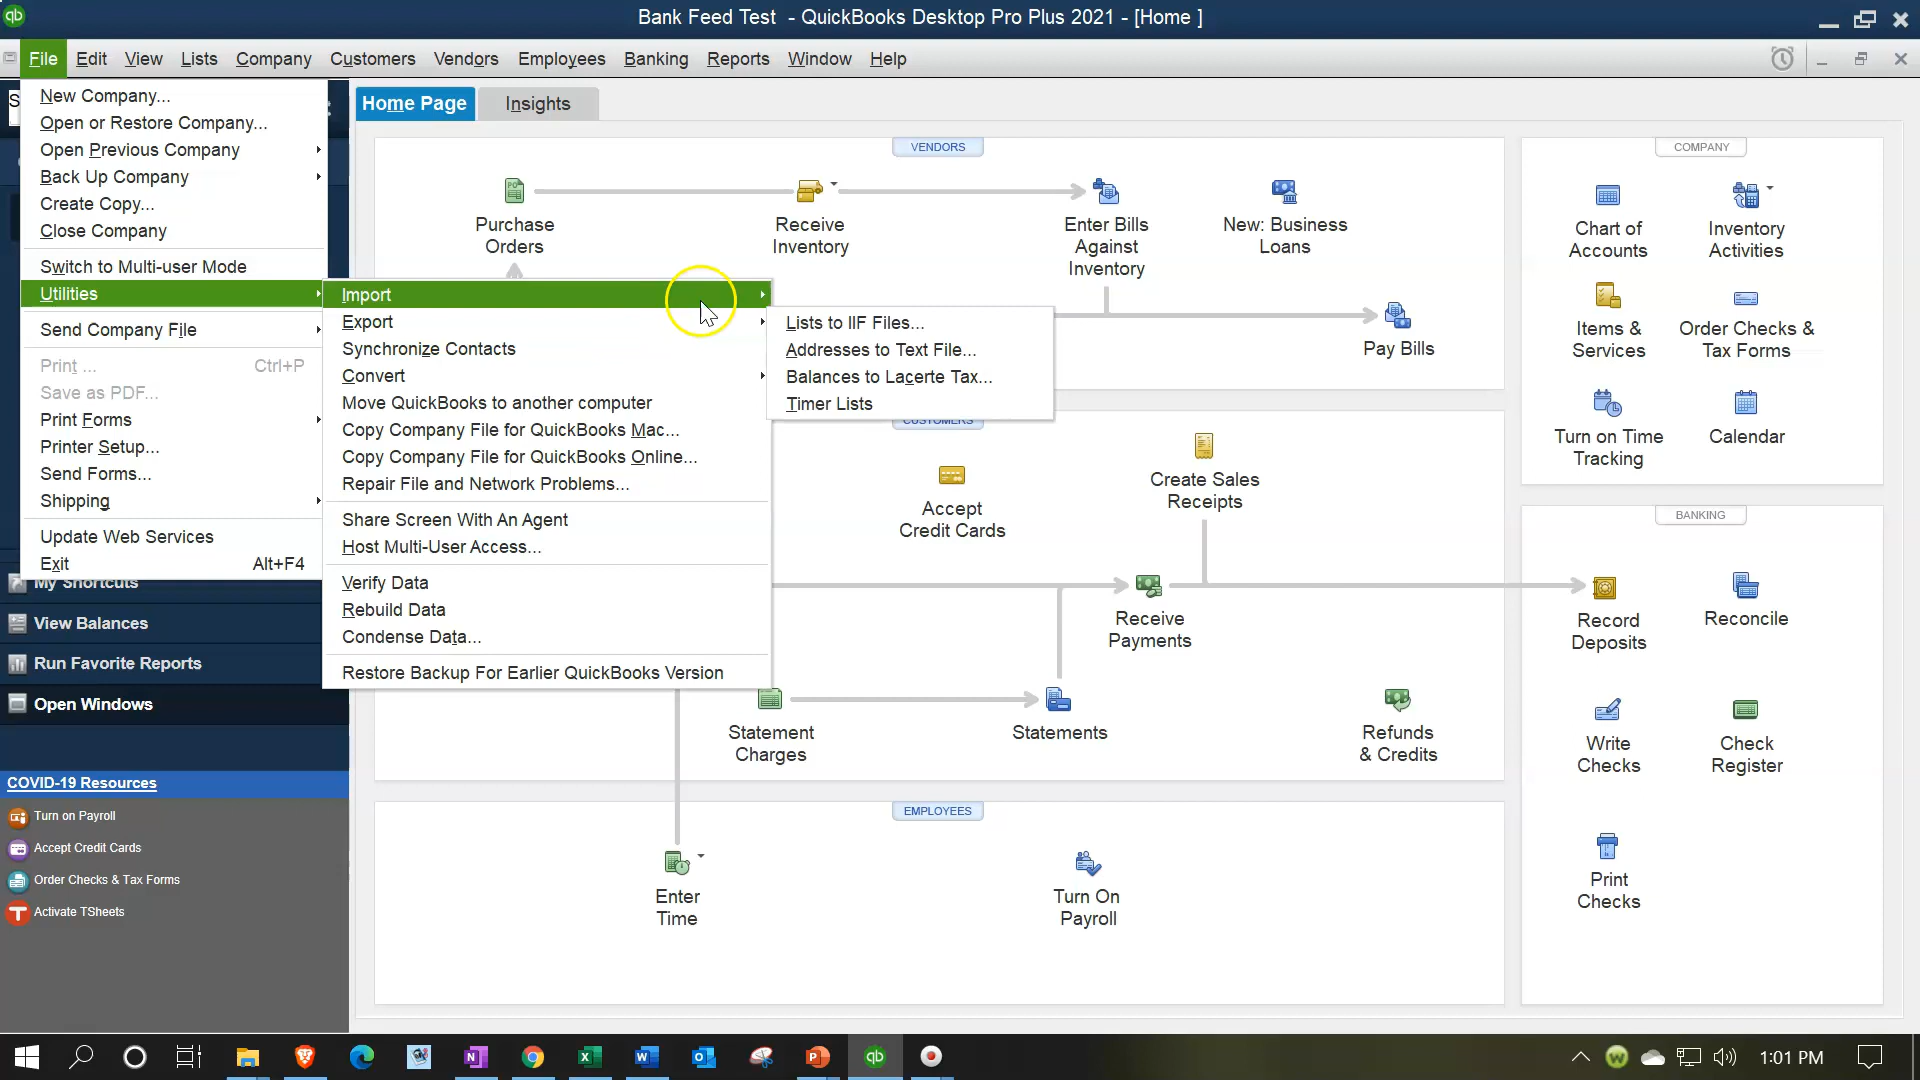 qb
Bank Feed Test - QuickBooks Desktop Pro Plus 2021 - [Home ]
File Edit View Lists Company Customers Vendors Employees Banking Reports Window Help
New Company...
Open or Restore Company...
Open Previous Company
Back Up Company
Create Copy...
Close Company
Switch to Multi-user Mode
Utilities
Send Company File
Print ... Ctrl+P
Save as PDF...
Print Forms
Printer Setup...
Send Forms...
Shipping
Update Web Services
Exit Alt+F4
Import
Export
Synchronize Contacts
Convert
Move QuickBooks to another computer
Copy Company File for QuickBooks Mac...
Copy Company File for QuickBooks Online...
Repair File and Network Problems...
Share Screen With An Agent
Host Multi-User Access...
Verify Data
Rebuild Data
Condense Data...
Restore Backup For Earlier QuickBooks Version
Lists to IIF Files...
Addresses to Text File...
Balances to Lacerte Tax...
Timer Lists
My Shortcuts
View Balances
Run Favorite Reports
Open Windows
COVID-19 Resources
Turn on Payroll
Accept Credit Cards
Order Checks & Tax Forms
Activate TSheets
Home Page Insights
VENDORS
Purchase
Orders
Receive
Inventory
Enter Bills
Against
Inventory
New: Business
Loans
Pay Bills
CUSTOMERS
Accept
Credit Cards
Create Sales
Receipts
Receive
Payments
Statement
Charges
Statements
Refunds
& Credits
EMPLOYEES
Enter
Time
Turn On
Payroll
COMPANY
Chart of
Accounts
Inventory
Activities
Items &
Services
Order Checks &
Tax Forms
Turn on Time
Tracking
Calendar
BANKING
Record
Deposits
Reconcile
Write
Checks
Check
Register
Print
Checks
1:01 PM